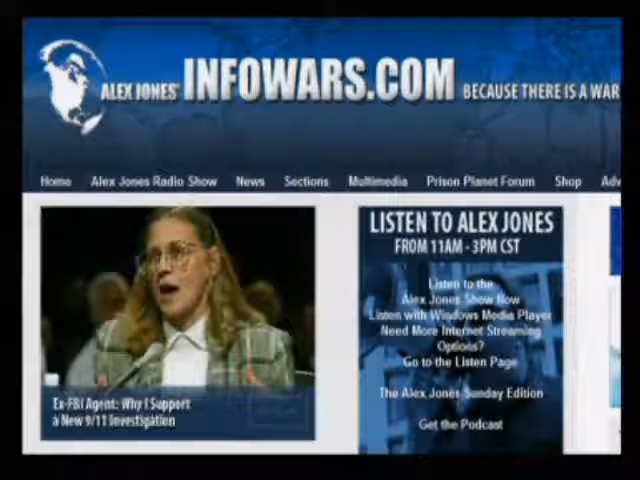 ALEX JONES' INFOWARS.COM BECAUSE THERE IS A WAR
Home Alex Jones Radio Show News Sections Multimedia Prison Planet Forum Shop Adv
LISTEN TO ALEX JONES
FROM 11AM - 3PM CST
Listen to the
Alex Jones Show Now
Listen with Windows Media Player
Need More Internet Streaming
Options?
Go to the Listen Page
The Alex Jones Sunday Edition
Get the Podcast
Ex-FBI Agent: Why I Support
a New 9/11 Investigation